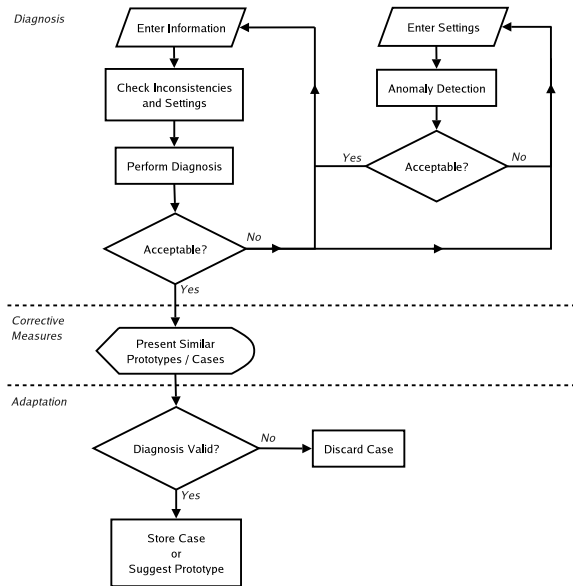 Diagnosis
Enter Information
Enter Settings
Check Inconsistencies
and Settings
Anomaly Detection
Perform Diagnosis
Yes
Acceptable?
No
Acceptable?
No
Yes
Corrective
Measures
Present Similar
Prototypes / Cases
Adaptation
Diagnosis Valid?
No
Discard Case
Yes
Store Case
or
Suggest Prototype